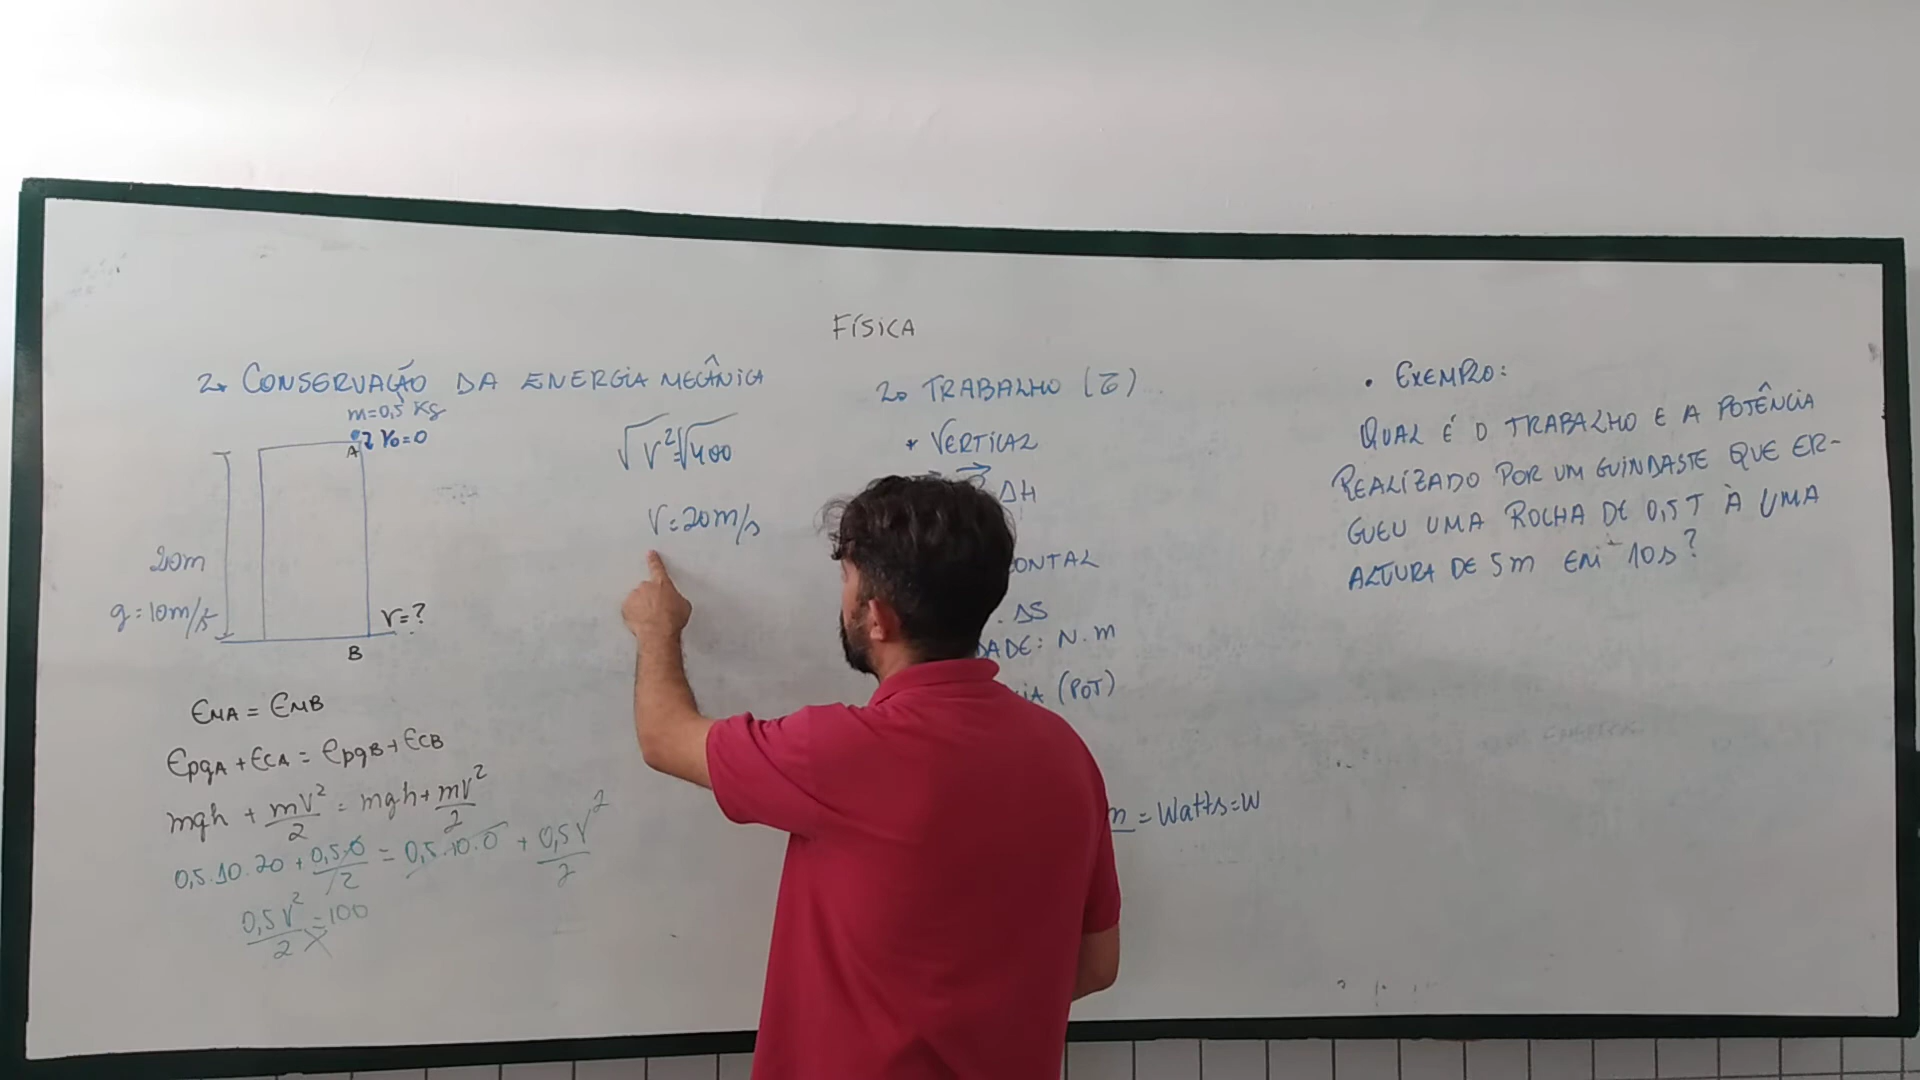 FÍSICA
2. CONSERVAÇÃO DA ENERGIA MECÂNICA
m=0,5 Kg
V₀=0
A
20m
g=10m/s
V=?
B
EMA = EMB
EpgA + ECA = EpgB + ECB
mgh + mV²/2 = mgh + mV²/2
0,5.10.20 + 0,5.0/2 = 0,5.10.0 + 0,5V²/2
0,5V²/2 = 100
√V² = √400
V=20m/s
2. TRABALHO (τ)
* VERTICAL
ΔH
ONTAL
. ΔS
DADE: N.m
IA (POT)
m = Watts=W
• EXEMPLO:
QUAL É O TRABALHO E A POTÊNCIA
REALIZADO POR UM GUINDASTE QUE ER-
GUEU UMA ROCHA DE 0,5T À UMA
ALTURA DE 5m EM 10s?